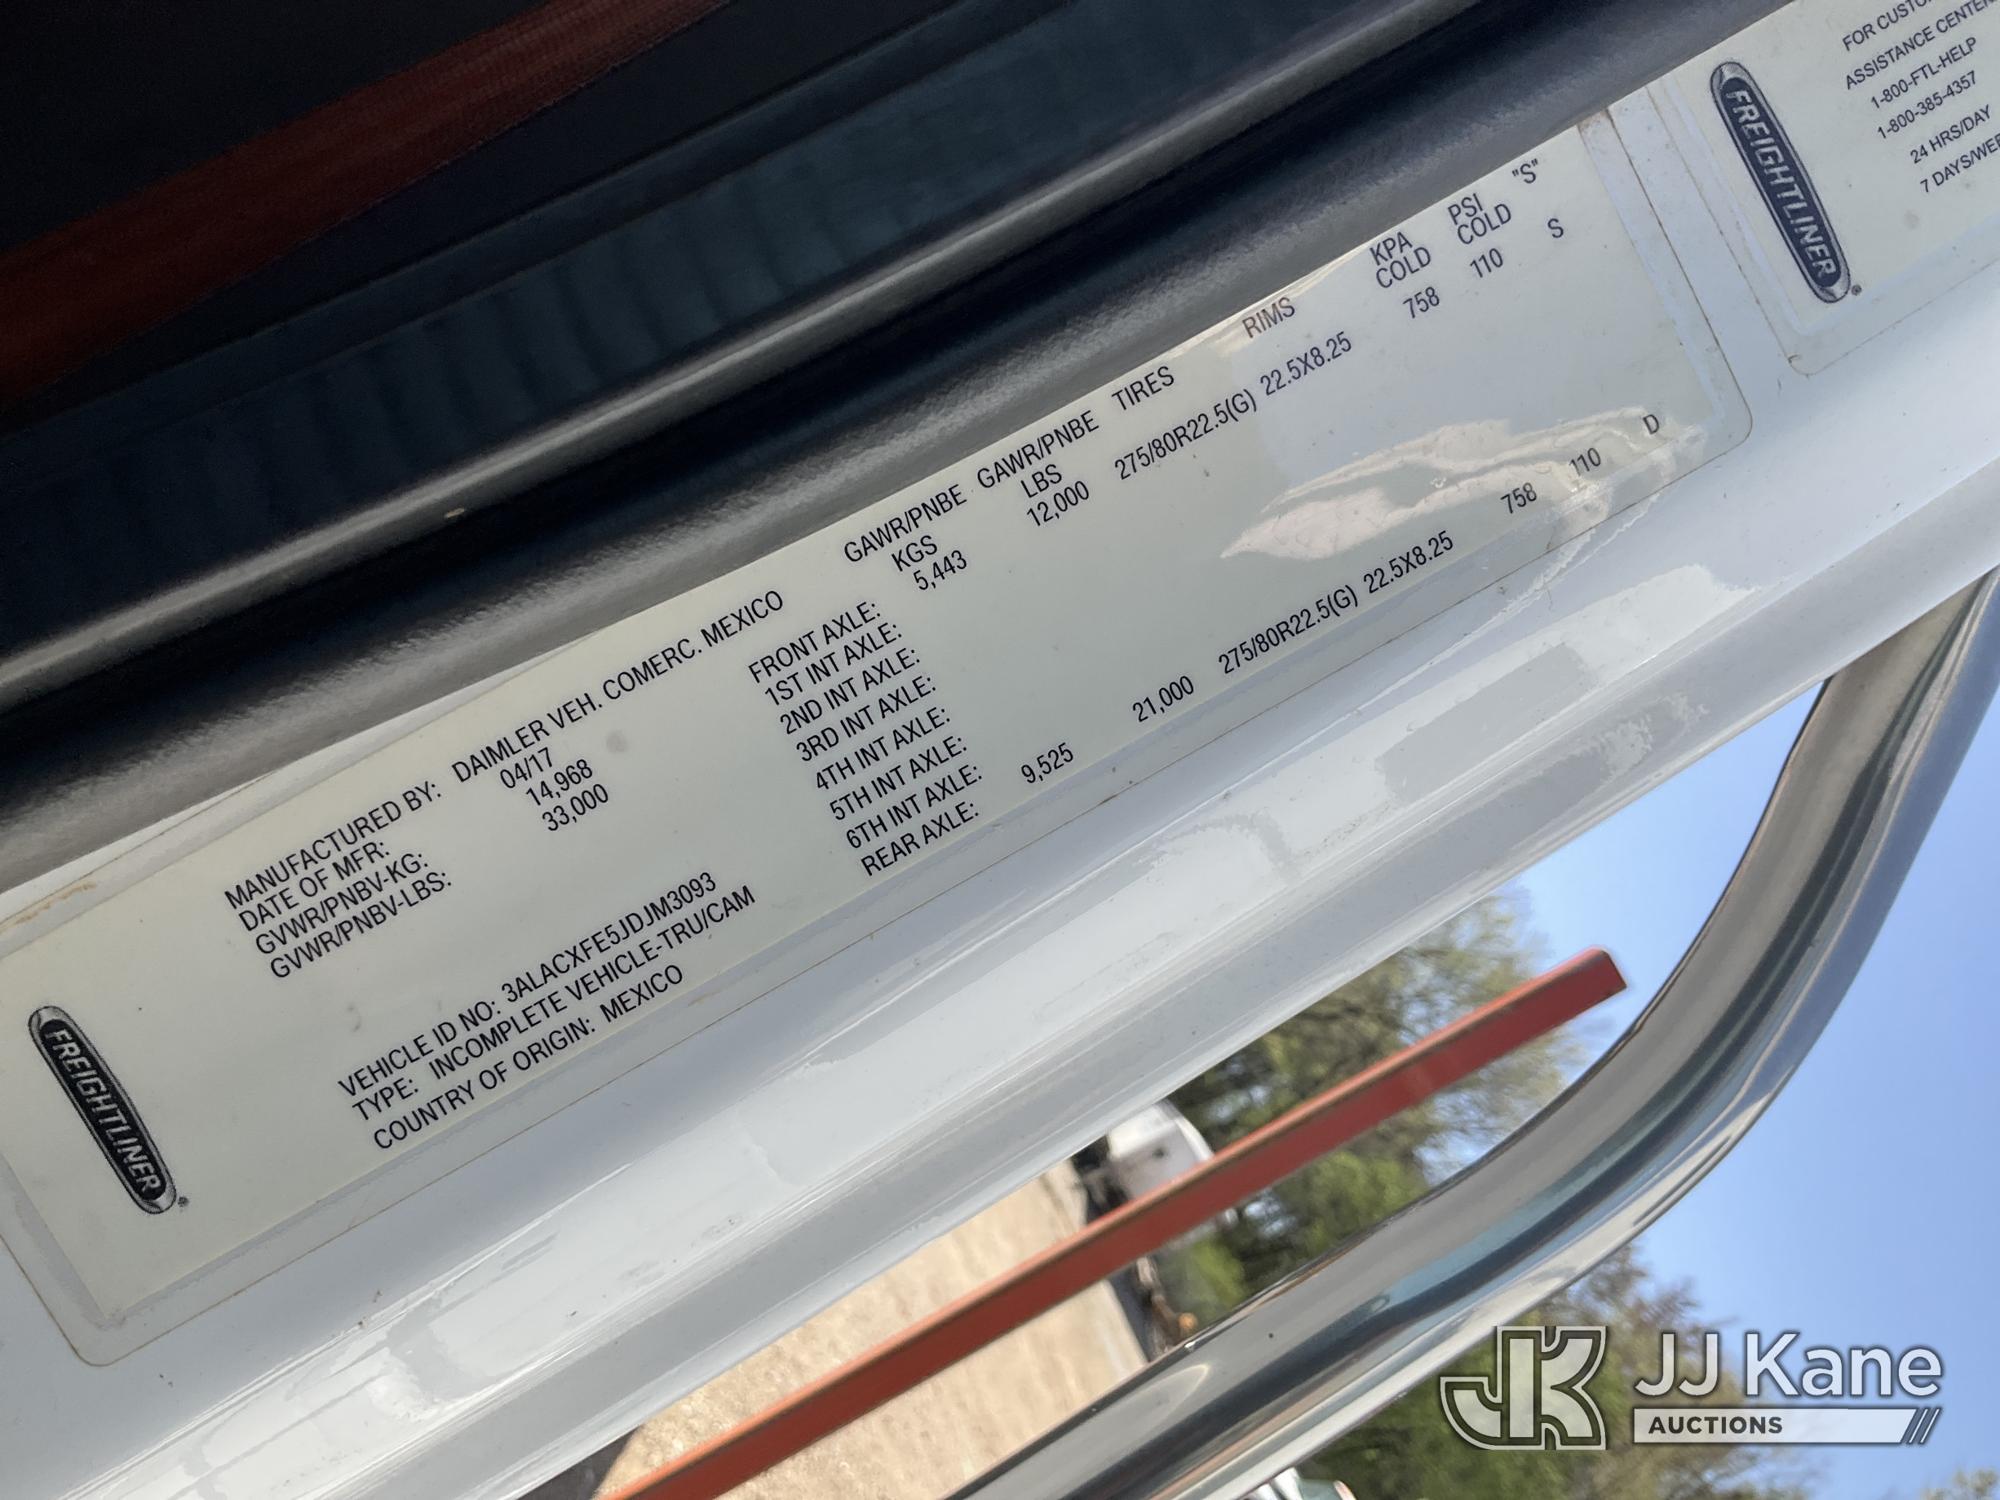 FREIGHTLINER ®
MANUFACTURED BY: DAIMLER VEH. COMERC. MEXICO
DATE OF MFR: 04/17
GVWR/PNBV-KG: 14,968
GVWR/PNBV-LBS: 33,000
VEHICLE ID NO: 3ALACXFE5JDJM3093
TYPE: INCOMPLETE VEHICLE-TRU/CAM
COUNTRY OF ORIGIN: MEXICO
GAWR/PNBE GAWR/PNBE TIRES RIMS KPA PSI "S"
KGS LBS COLD COLD
FRONT AXLE: 5,443 12,000 275/80R22.5(G) 22.5X8.25 758 110 S
1ST INT AXLE:
2ND INT AXLE:
3RD INT AXLE:
4TH INT AXLE:
5TH INT AXLE:
6TH INT AXLE:
REAR AXLE: 9,525 21,000 275/80R22.5(G) 22.5X8.25 758 110 D
FREIGHTLINER ®
FOR
ASSISTANCE CENTER
1-800-FTL-HELP
1-800-385-4357
24 HRS/DAY
7
JK JJ Kane
AUCTIONS